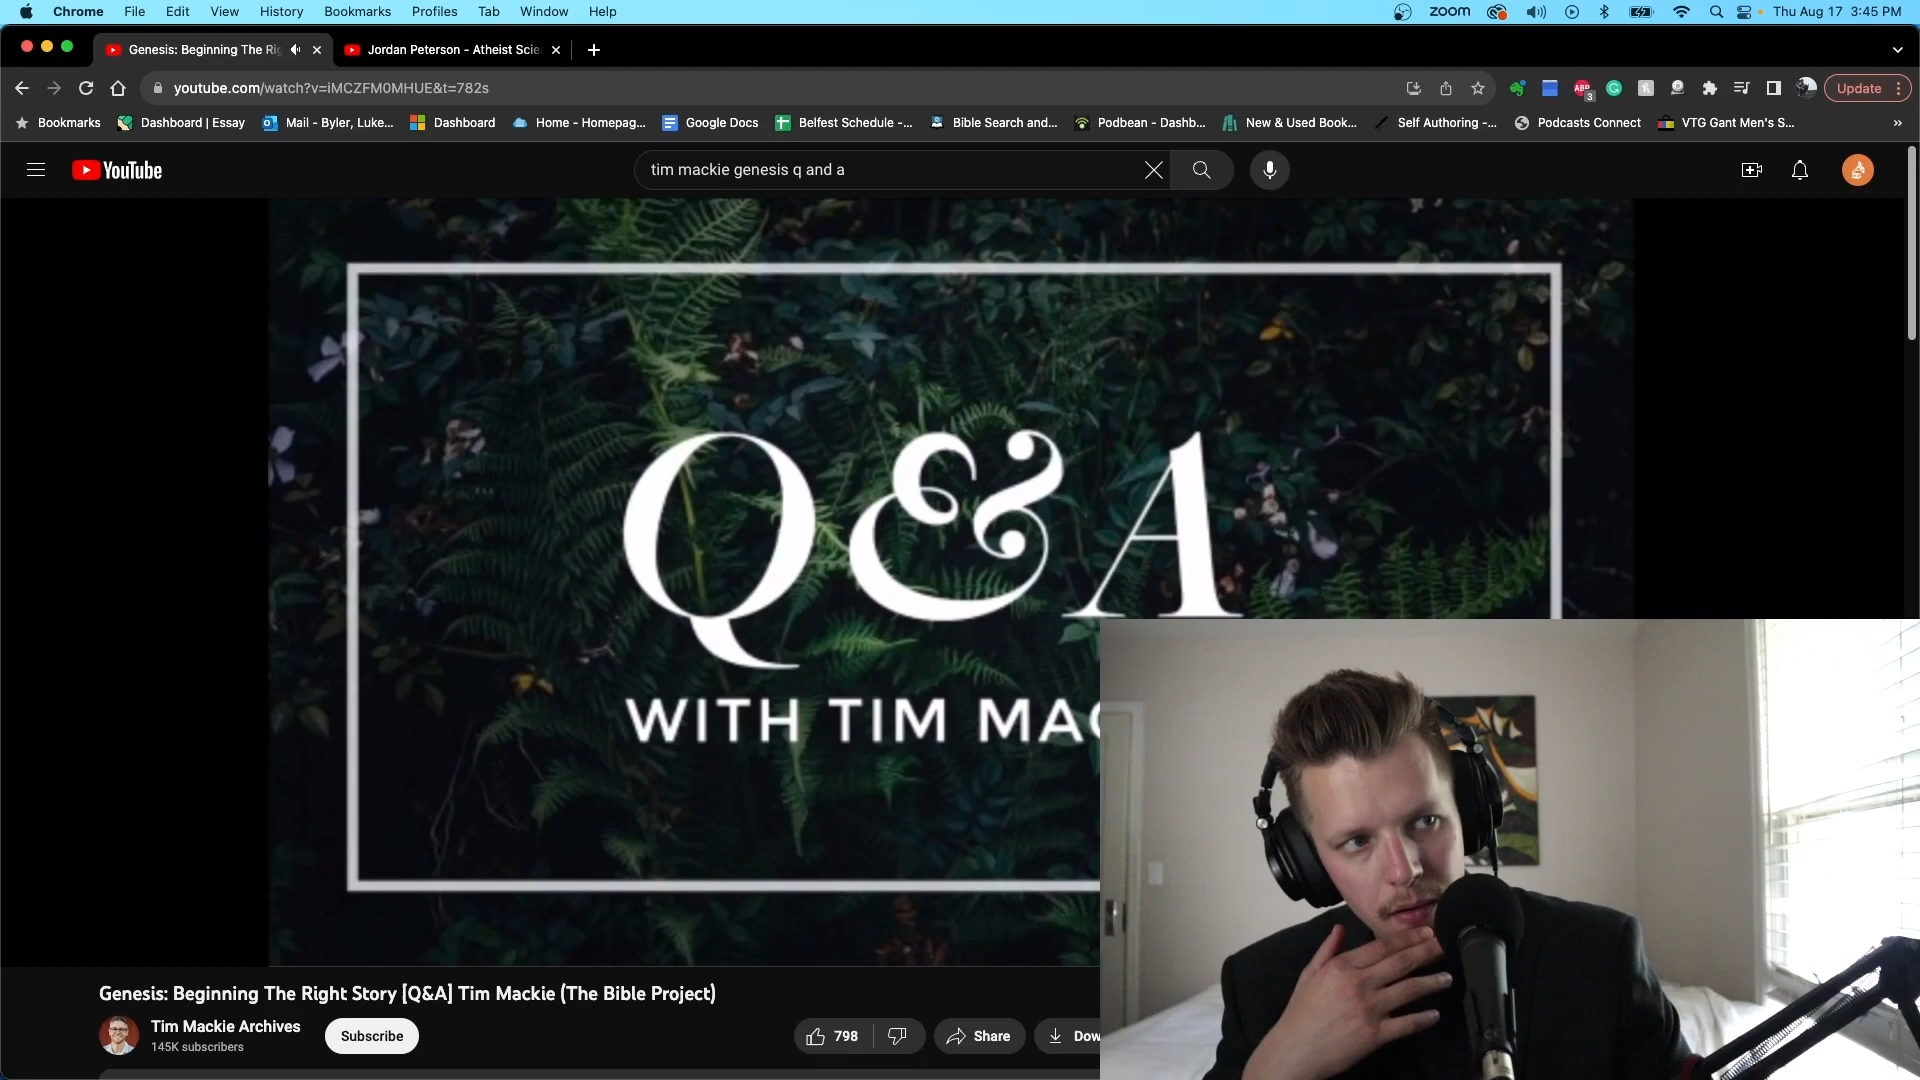 Chrome File Edit View History Bookmarks Profiles Tab Window Help zoom Thu Aug 17 3:45 PM
Genesis: Beginning The Rig Jordan Peterson - Atheist Scie
youtube.com/watch?v=iMCZFM0MHUE&t=782s ABP 3 Update
Bookmarks Dashboard | Essay Mail - Byler, Luke... Dashboard Home - Homepag... Google Docs Belfest Schedule -... Bible Search and... Podbean - Dashb... New & Used Book... Self Authoring -... Podcasts Connect VTG Gant Men's S... »
YouTube tim mackie genesis q and a
Q&A
WITH TIM MAC
Genesis: Beginning The Right Story [Q&A] Tim Mackie (The Bible Project)
Tim Mackie Archives
145K subscribers
Subscribe
798
Share
Dow